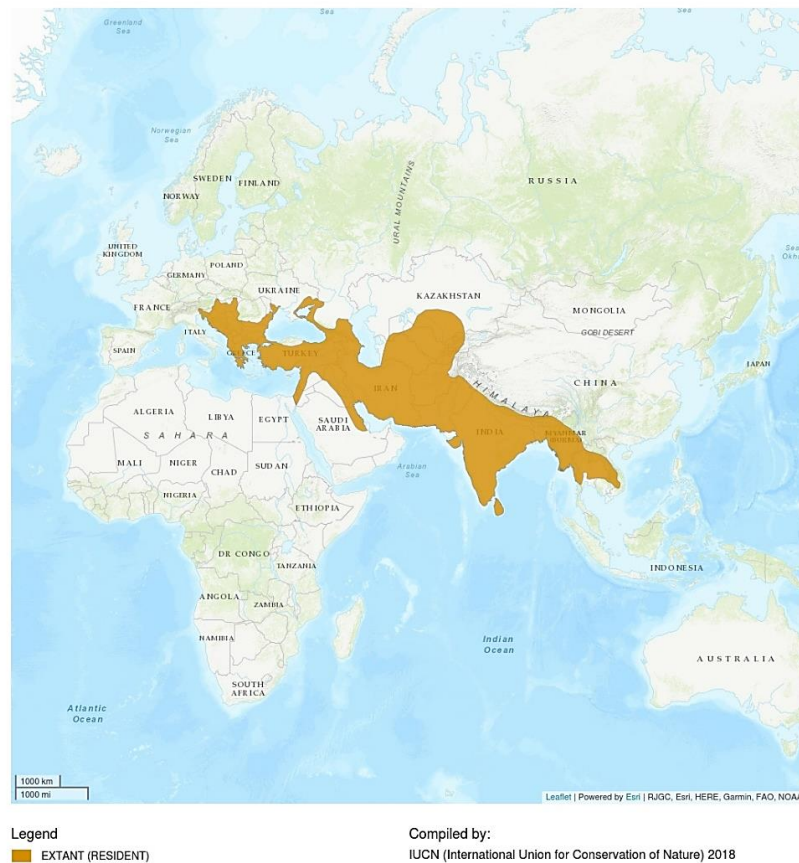 Greenland
Sea
Sea
Sea
Norwegian
Sea
SWEDEN
FINLAND
NORWAY
RUSSIA
URAL MOUNTAINS
UNITED
KINGDOM
POLAND
GERMANY
UKRAINE
KAZAKHSTAN
FRANCE
MONGOLIA
ITALY
GOBI DESERT
SPAIN
GREECE
TURKEY
JAPAN
CHINA
IRAN
HIMALAYA
ALGERIA
LIBYA
EGYPT
SAUDI
ARABIA
INDIA
MYANMAR
(BURMA)
SAHARA
MALI
NIGER
CHAD
SUDAN
Arabian
Sea
NIGERIA
ETHIOPIA
DR CONGO
TANZANIA
INDONESIA
ANGOLA
ZAMBIA
NAMIBIA
Indian
Ocean
AUSTRALIA
SOUTH
AFRICA
Atlantic
Ocean
1000 km
1000 mi
Leaflet | Powered by Esri | RJGC, Esri, HERE, Garmin, FAO, NOAA
Legend
EXTANT (RESIDENT)
Compiled by:
IUCN (International Union for Conservation of Nature) 2018